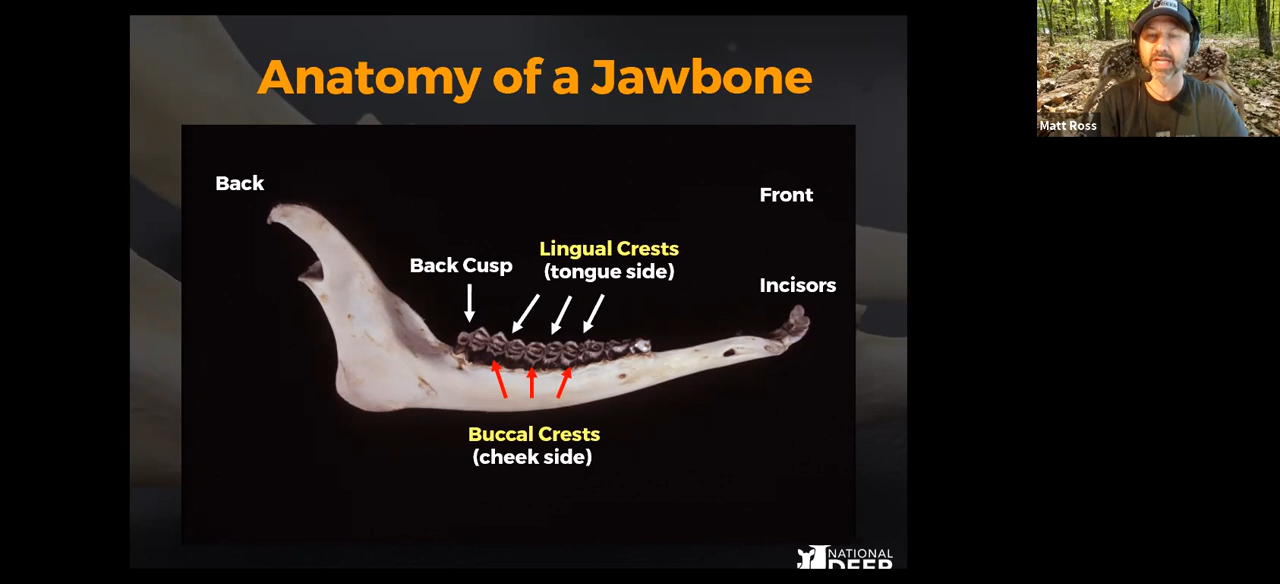 Anatomy of a Jawbone
Back
Front
Lingual Crests
(tongue side)
Back Cusp
Incisors
Buccal Crests
(cheek side)
NATIONAL
DEER
Matt Ross